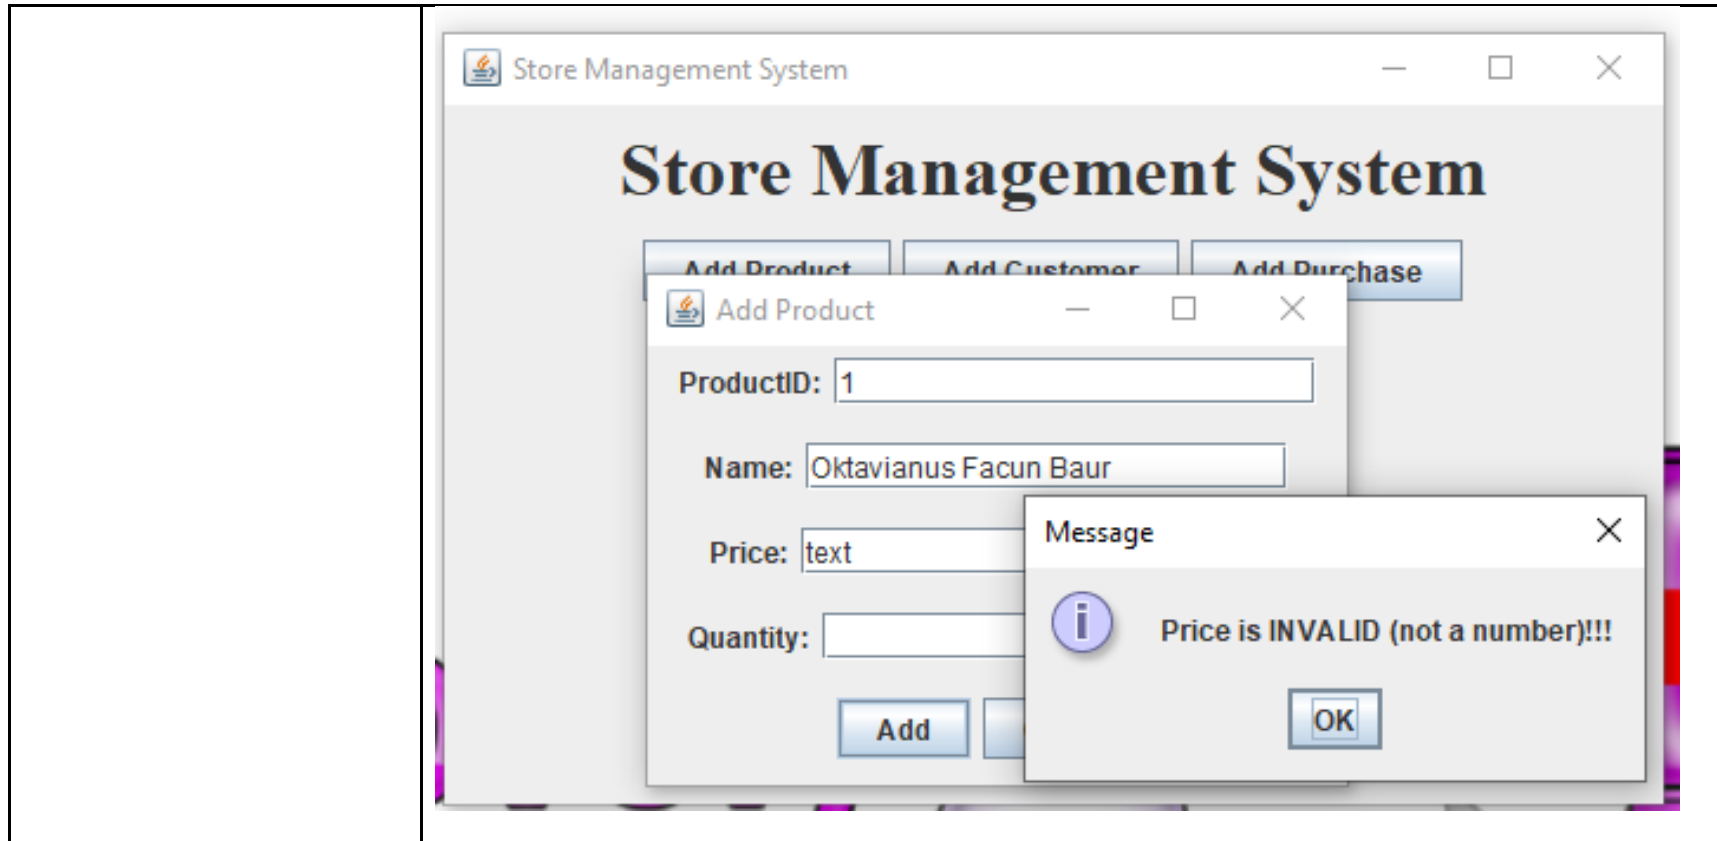 Store Management System
Store Management System
Add Product Add Customer Add Purchase
Add Product
ProductID: 1
Name: Oktavianus Facun Baur
Message
Price: text
Price is INVALID (not a number)!!!
Quantity:
OK
Add